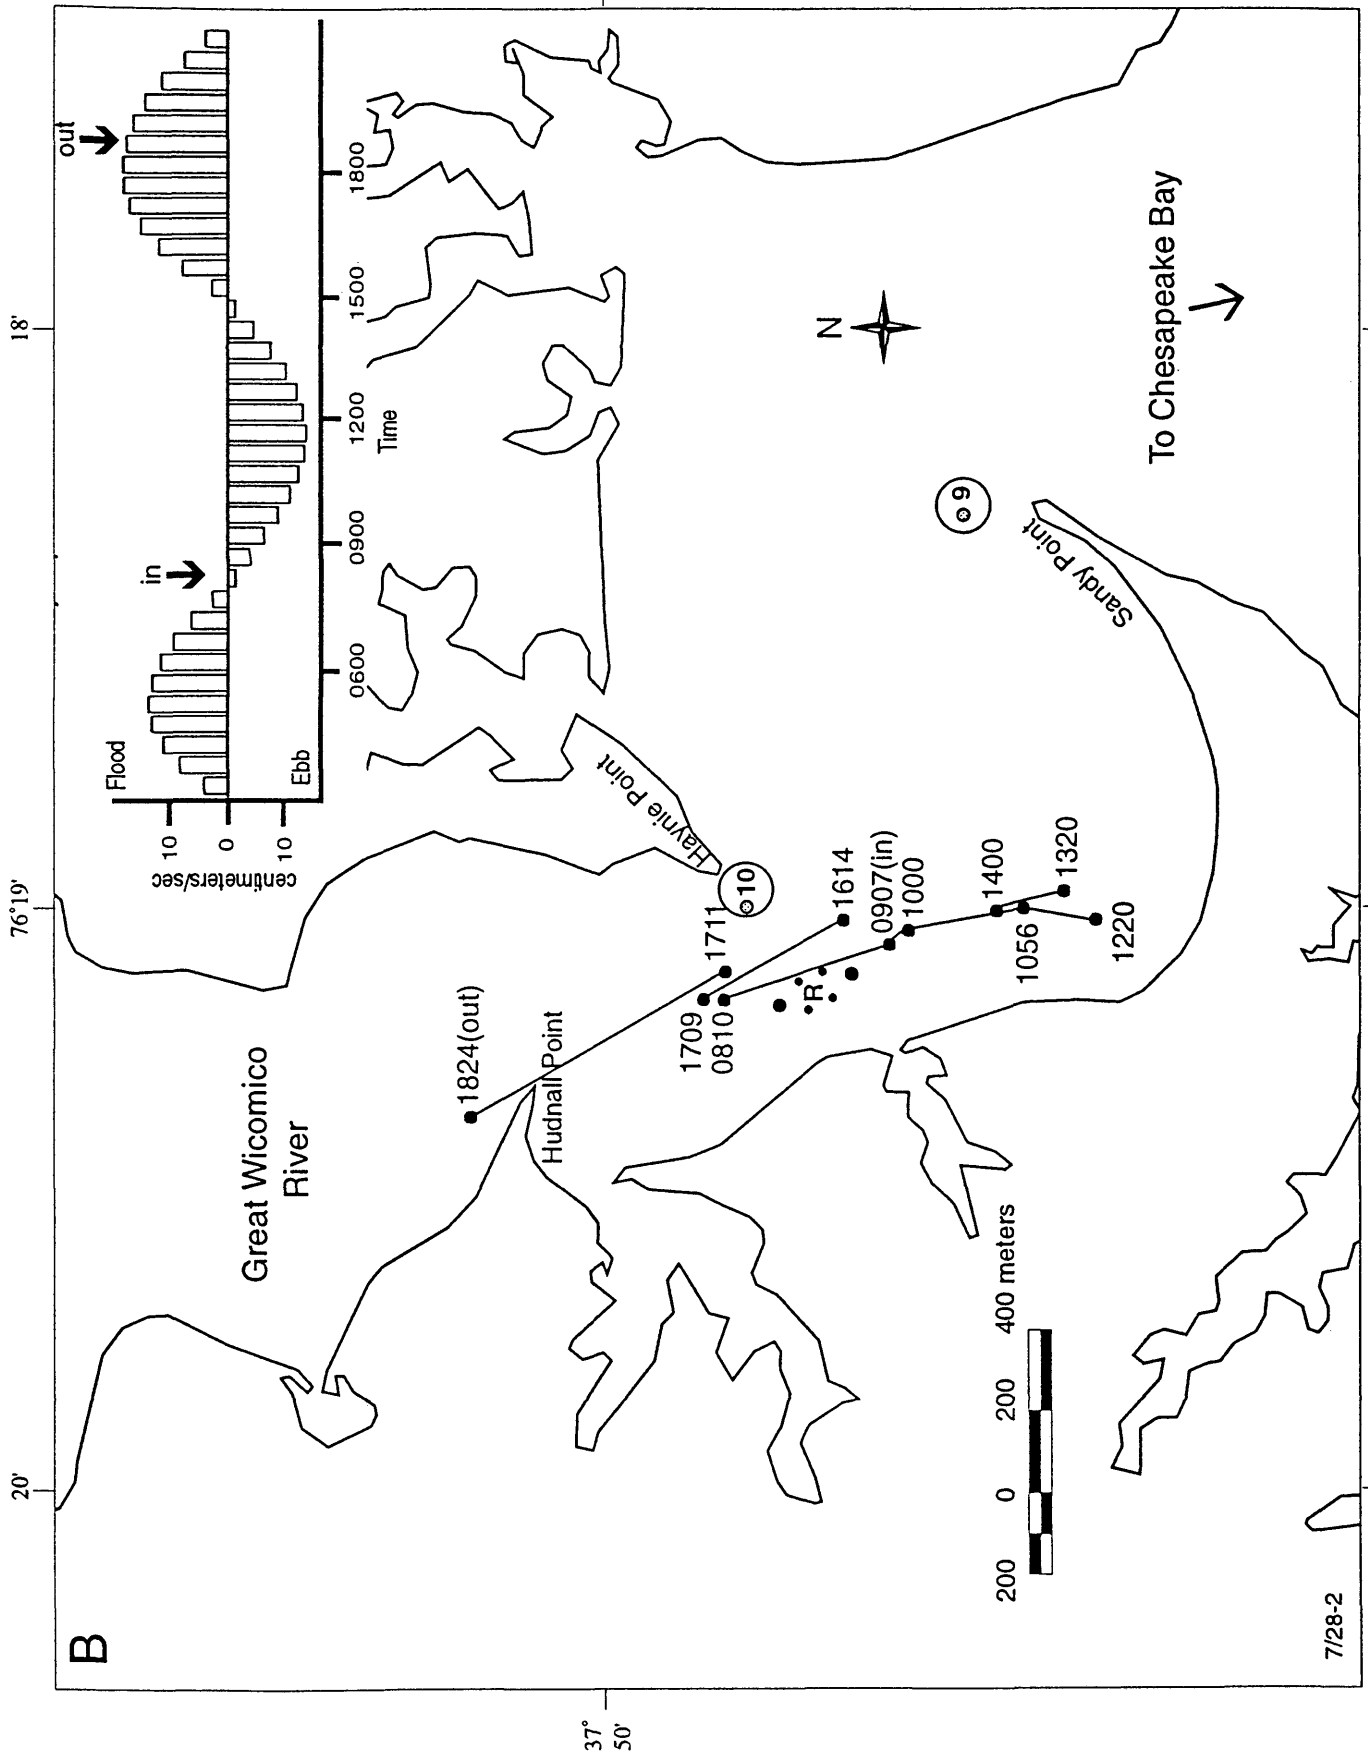 B
20'
76°19'
18'
37°
50'
Great Wicomico
River
Flood
Ebb
10
0
10
centimeters/sec
in
out
0600
0900
1200
1500
1800
Time
N
Haynie Point
10
Hudnall Point
1824(out)
1711
1709
0810
R
1614
0907(in)
1000
1400
1056
1320
1220
9
Sandy Point
To Chesapeake Bay
200
0
200
400 meters
7/28-2